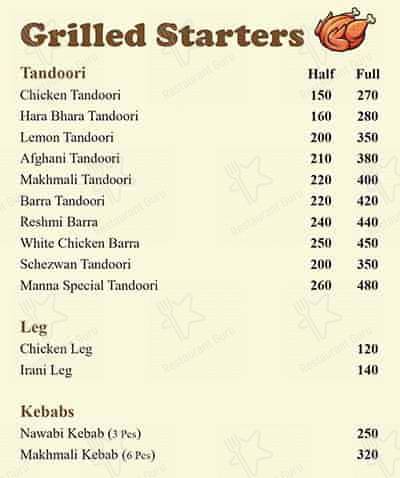 Grilled Starters
Tandoori Half Full
Chicken Tandoori 150 270
Hara Bhara Tandoori 160 280
Lemon Tandoori 200 350
Afghani Tandoori 210 380
Makhmali Tandoori 220 400
Barra Tandoori 220 420
Reshmi Barra 240 440
White Chicken Barra 250 450
Schezwan Tandoori 200 350
Manna Special Tandoori 260 480
Leg
Chicken Leg 120
Irani Leg 140
Kebabs
Nawabi Kebab (3 Pcs) 250
Makhmali Kebab (6 Pcs) 320
Restaurant Guru